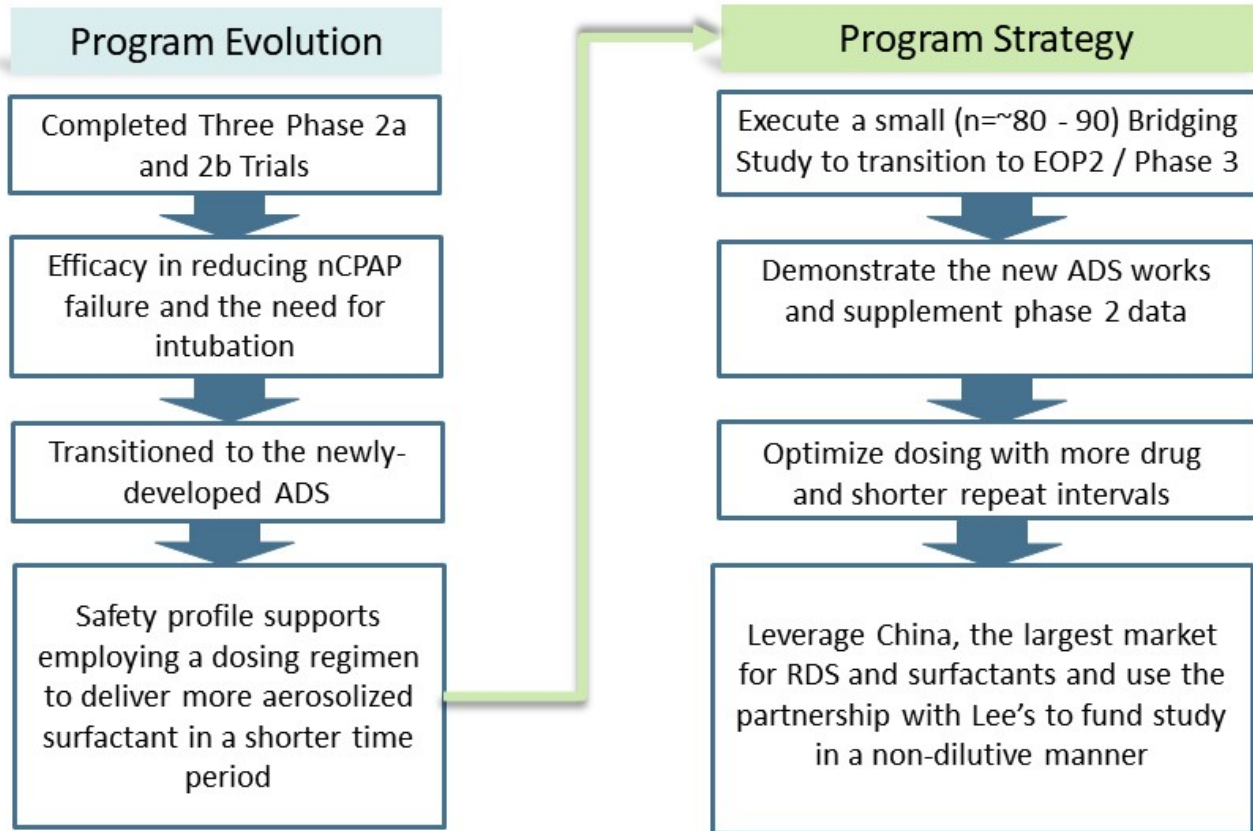 Program Evolution
Completed Three Phase 2a
and 2b Trials
Efficacy in reducing nCPAP
failure and the need for
intubation
Transitioned to the newly-
developed ADS
Safety profile supports
employing a dosing regimen
to deliver more aerosolized
surfactant in a shorter time
period
Program Strategy
Execute a small (n=~80 - 90) Bridging
Study to transition to EOP2 / Phase 3
Demonstrate the new ADS works
and supplement phase 2 data
Optimize dosing with more drug
and shorter repeat intervals
Leverage China, the largest market
for RDS and surfactants and use the
partnership with Lee’s to fund study
in a non-dilutive manner